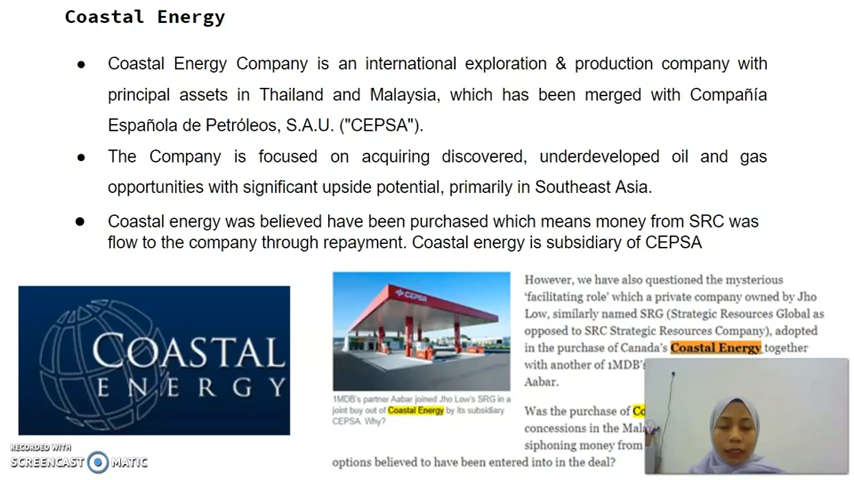 Coastal Energy
● Coastal Energy Company is an international exploration & production company with
principal assets in Thailand and Malaysia, which has been merged with Compañía
Española de Petróleos, S.A.U. ("CEPSA").
● The Company is focused on acquiring discovered, underdeveloped oil and gas
opportunities with significant upside potential, primarily in Southeast Asia.
● Coastal energy was believed have been purchased which means money from SRC was
flow to the company through repayment. Coastal energy is subsidiary of CEPSA
COASTAL
ENERGY
CEPSA
1MDB's partner Aabar joined Jho Low's SRG in a
joint buy out of Coastal Energy by its subsidiary
CEPSA. Why?
However, we have also questioned the mysterious
'facilitating role' which a private company owned by Jho
Low, similarly named SRG (Strategic Resources Global as
opposed to SRC Strategic Resources Company), adopted
in the purchase of Canada's Coastal Energy together
with another of 1MDB's
Aabar.
Was the purchase of
concessions in the
siphoning money from
options believed to have been entered into in the deal?
RECORDED WITH
SCREENCAST MATIC